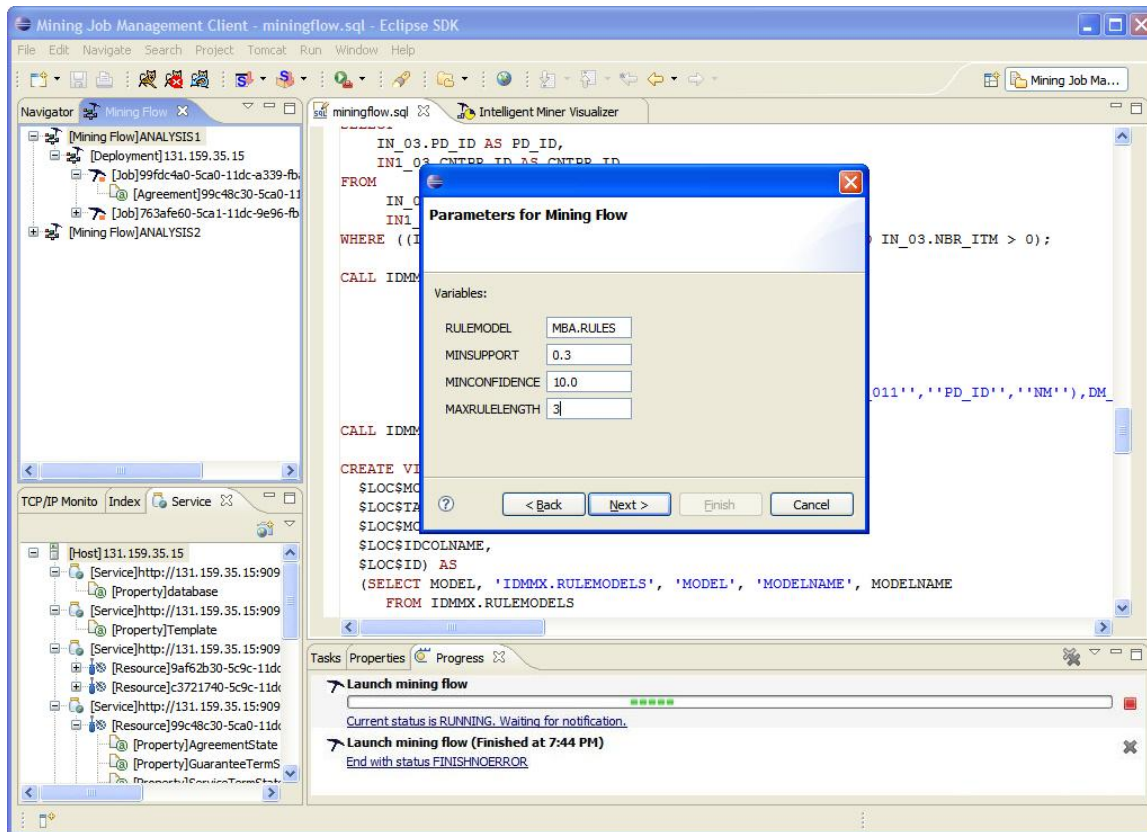 Mining Job Management Client - miningflow.sql - Eclipse SDK
File Edit Navigate Search Project Tomcat Run Window Help
Mining Job Ma...
Navigator Mining Flow
[Mining Flow]ANALYSIS1
[Deployment]131.159.35.15
[Job]99fdc4a0-5ca0-11dc-a339-fb
[Agreement]99c48c30-5ca0-11
[Job]763afe60-5ca1-11dc-9e96-fb
[Mining Flow]ANALYSIS2
miningflow.sql Intelligent Miner Visualizer
SELECT
IN_03.PD_ID AS PD_ID,
IN1_03.CNTRR_ID AS CNTRR_ID
FROM
IN_0
IN1_
WHERE ((I IN_03.NBR_ITM > 0);
CALL IDMM
_011'',''PD_ID'',''NM''),DM_
CALL IDMM
CREATE VI
$LOC$MO
$LOC$TA
$LOC$MO
$LOC$IDCOLNAME,
$LOC$ID) AS
(SELECT MODEL, 'IDMMX.RULEMODELS', 'MODEL', 'MODELNAME', MODELNAME
FROM IDMMX.RULEMODELS
Parameters for Mining Flow
Variables:
RULEMODEL MBA.RULES
MINSUPPORT 0.3
MINCONFIDENCE 10.0
MAXRULELENGTH 3
< Back Next > Finish Cancel
TCP/IP Monito Index Service
[Host]131.159.35.15
[Service]http://131.159.35.15:909
[Property]database
[Service]http://131.159.35.15:909
[Property]Template
[Service]http://131.159.35.15:909
[Resource]9af62b30-5c9c-11dc
[Resource]c3721740-5c9c-11dc
[Service]http://131.159.35.15:909
[Resource]99c48c30-5ca0-11dc
[Property]AgreementState
[Property]GuaranteeTermS
[Property]ServiceTermState
Tasks Properties Progress
Launch mining flow
Current status is RUNNING. Waiting for notification.
Launch mining flow (Finished at 7:44 PM)
End with status FINISHNOERROR